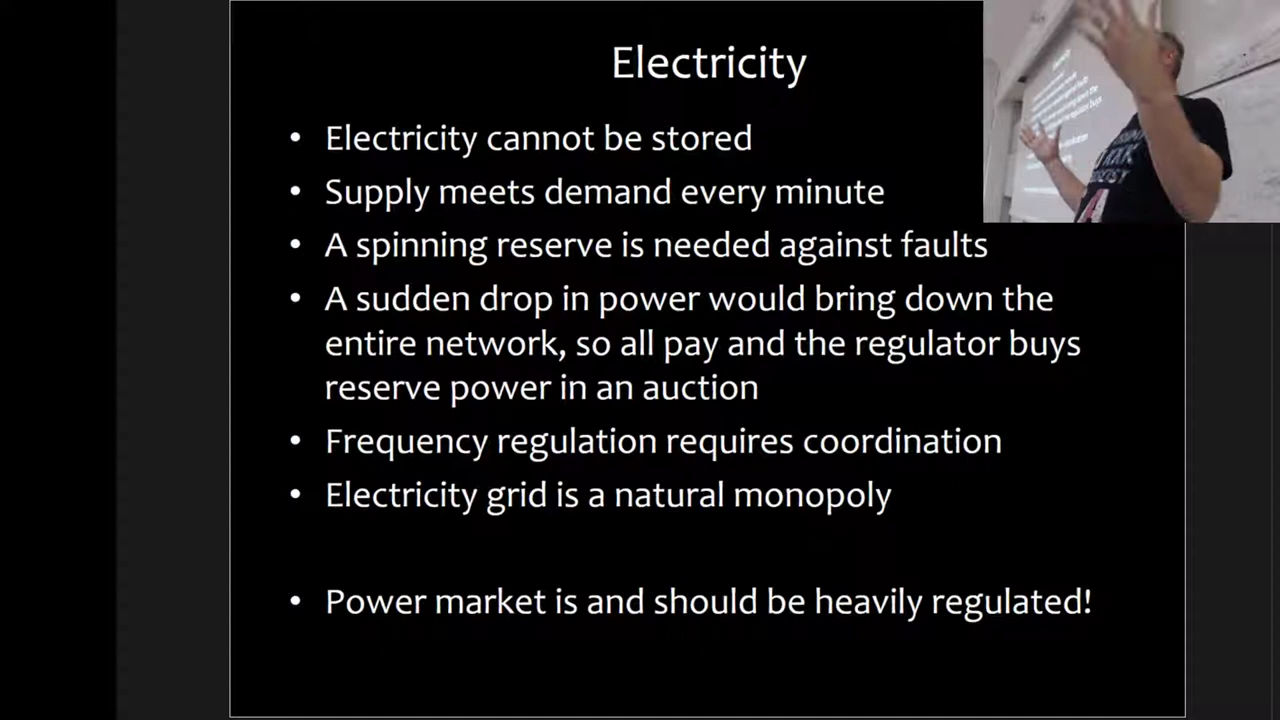 Electricity
• Electricity cannot be stored
• Supply meets demand every minute
• A spinning reserve is needed against faults
• A sudden drop in power would bring down the
entire network, so all pay and the regulator buys
reserve power in an auction
• Frequency regulation requires coordination
• Electricity grid is a natural monopoly
• Power market is and should be heavily regulated!